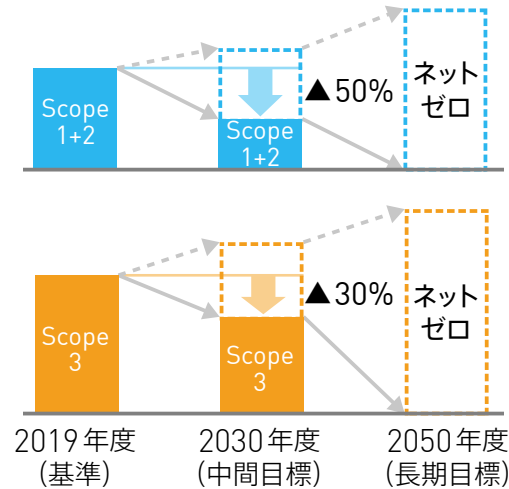 Scope
1+2
Scope
1+2
▲50%
ネット
ゼロ
Scope
3
Scope
3
▲30%
ネット
ゼロ
2019年度
(基準)
2030年度
(中間目標)
2050年度
(長期目標)